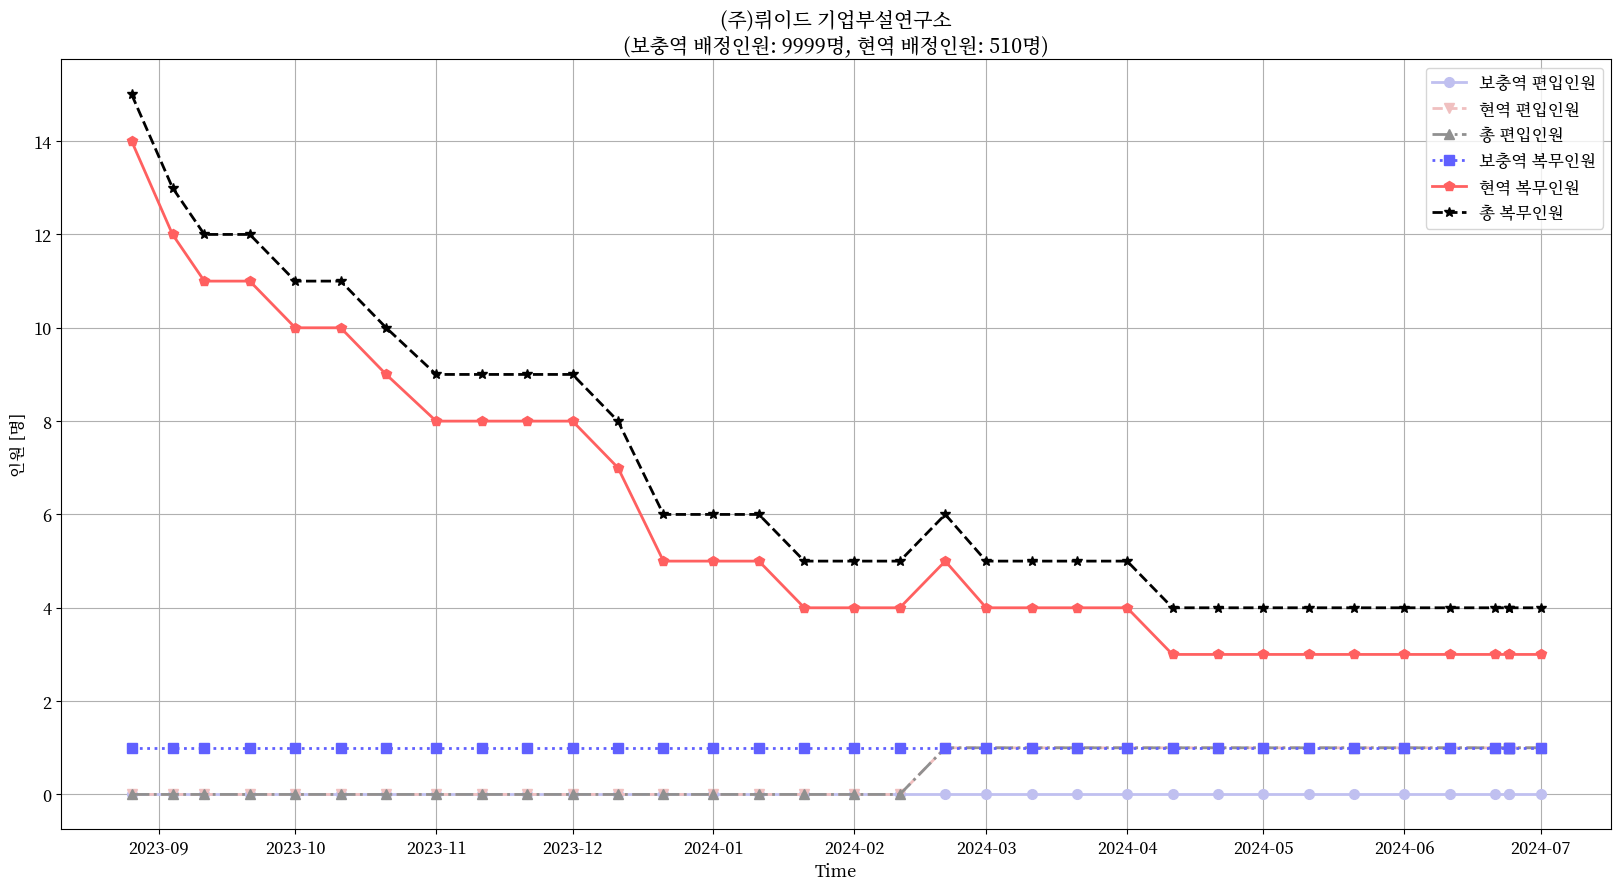 (주)뤼이드 기업부설연구소
(보충역 배정인원: 9999명, 현역 배정인원: 510명)
보충역 편입인원
현역 편입인원
총 편입인원
보충역 복무인원
현역 복무인원
총 복무인원
인원 [명]
14
12
10
8
6
4
2
0
2023-09
2023-10
2023-11
2023-12
2024-01
2024-02
2024-03
2024-04
2024-05
2024-06
2024-07
Time